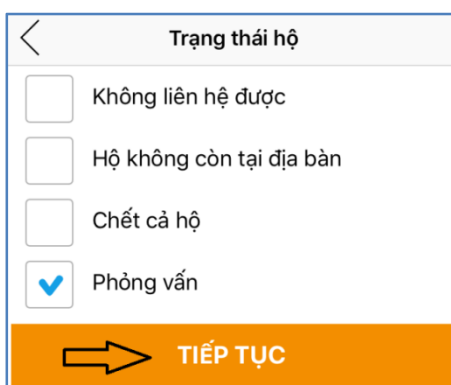 Trạng thái hộ
Không liên hệ được
Hộ không còn tại địa bàn
Chết cả hộ
Phỏng vấn
TIẾP TỤC